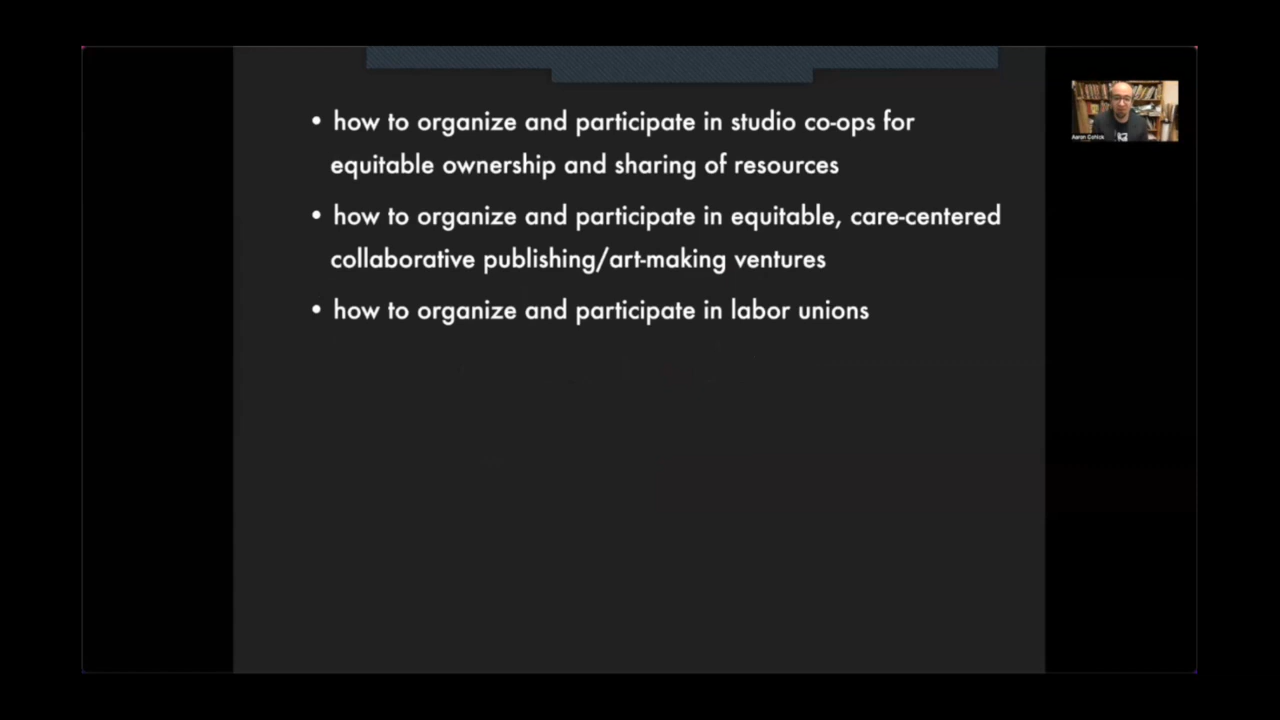 • how to organize and participate in studio co-ops for
equitable ownership and sharing of resources
• how to organize and participate in equitable, care-centered
collaborative publishing/art-making ventures
• how to organize and participate in labor unions
Aaron Cohick